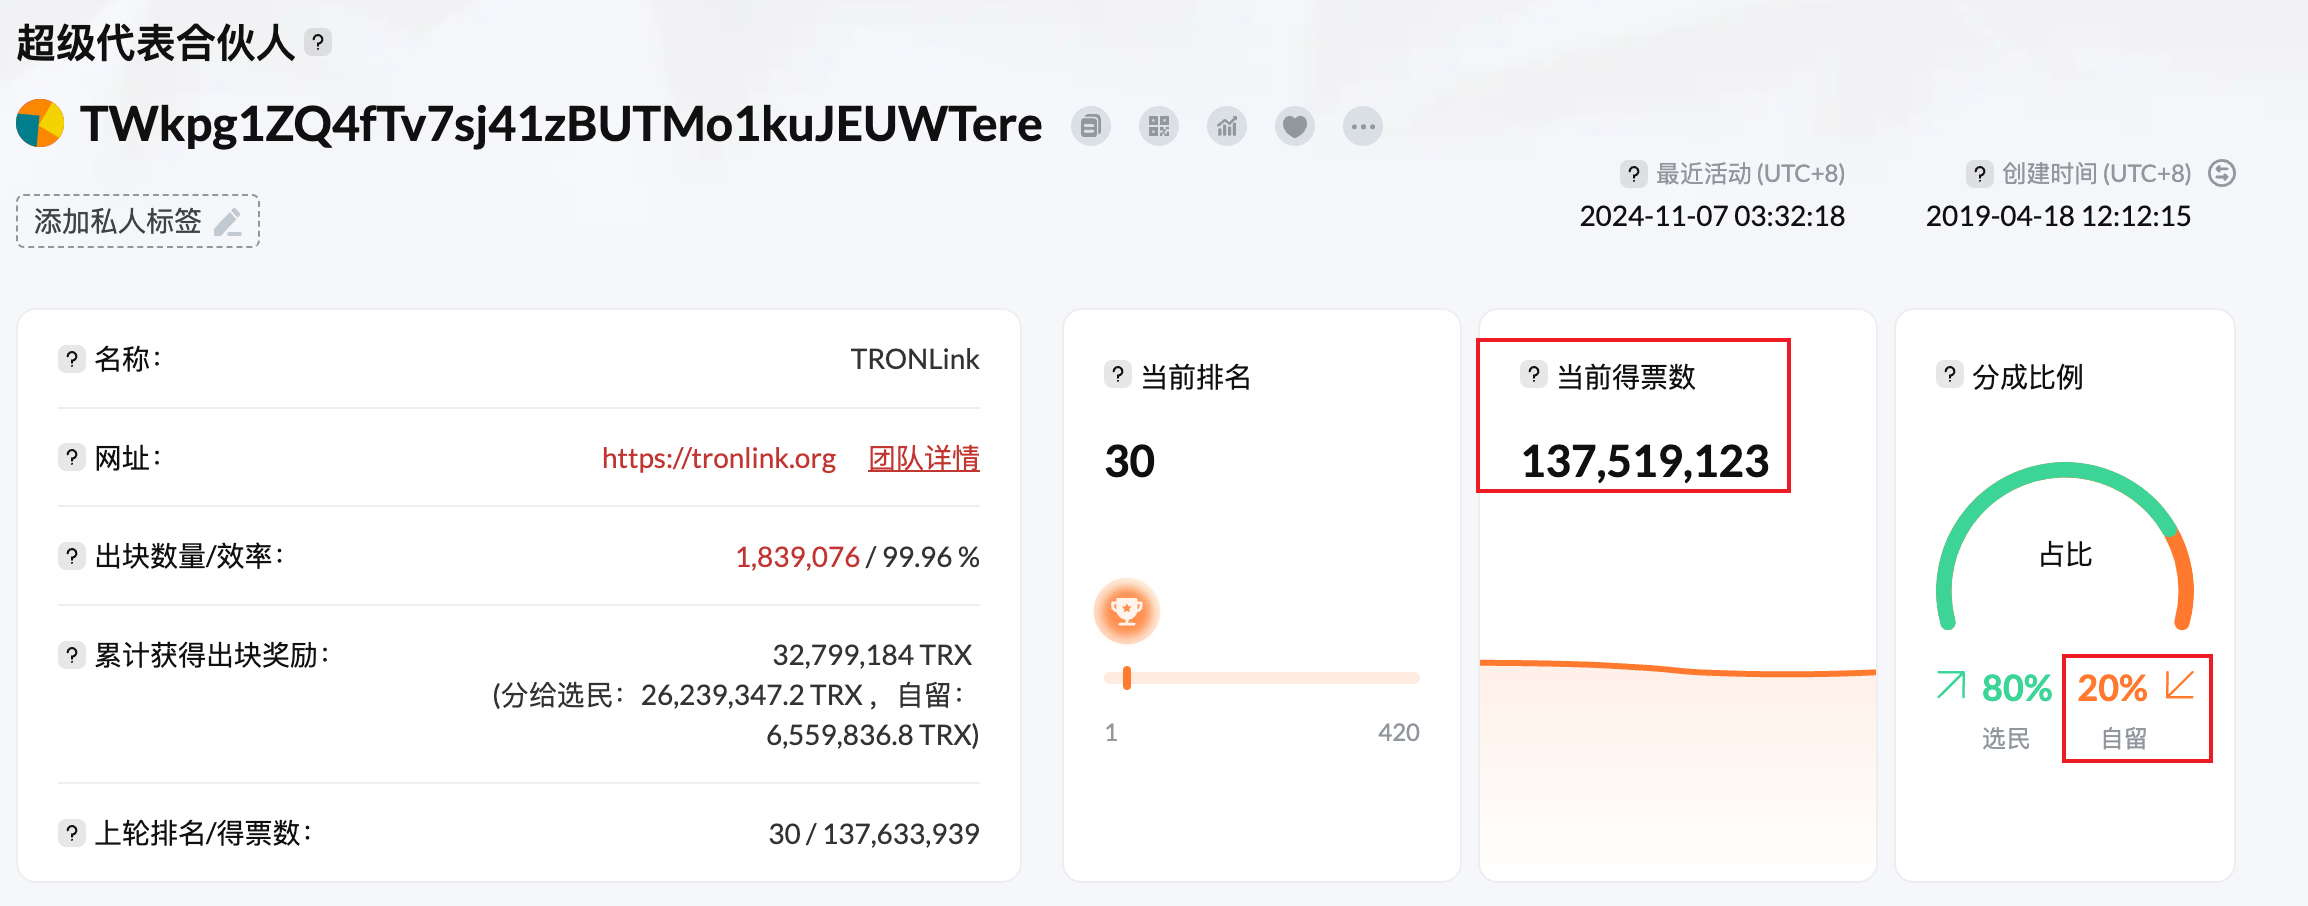 超级代表合伙人 ?
TWkpg1ZQ4fTv7sj41zBUTMo1kuJEUWTere
? 最近活动 (UTC+8)
2024-11-07 03:32:18
? 创建时间 (UTC+8)
2019-04-18 12:12:15
添加私人标签
? 名称：
TRONLink
? 网址：
https://tronlink.org 团队详情
? 出块数量/效率：
1,839,076 / 99.96 %
? 累计获得出块奖励：
32,799,184 TRX
(分给选民：26,239,347.2 TRX ，自留：
6,559,836.8 TRX)
? 上轮排名/得票数：
30 / 137,633,939
? 当前排名
30
1
420
? 当前得票数
137,519,123
? 分成比例
占比
80%
选民
20%
自留